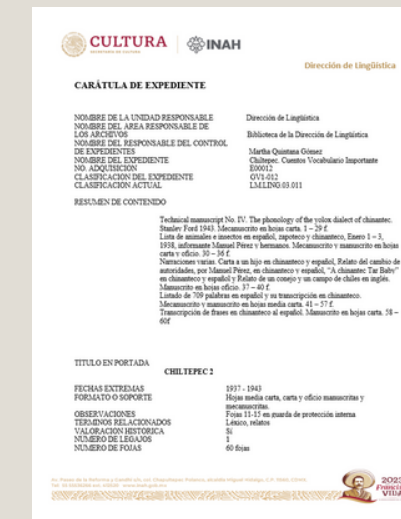 CULTURA
SECRETARÍA DE CULTURA
INAH
Dirección de Lingüística
CARÁTULA DE EXPEDIENTE
NOMBRE DE LA UNIDAD RESPONSABLE Dirección de Lingüística
NOMBRE DEL AREA RESPONSABLE DE
LOS ARCHIVOS Biblioteca de la Dirección de Lingüística
NOMBRE DEL RESPONSABLE DEL CONTROL
DE EXPEDIENTES Martha Quintana Gómez
NOMBRE DEL EXPEDIENTE Chiltepec. Cuentos Vocabulario Importante
NO. ADQUISICION E00012
CLASIFICACION DEL EXPEDIENTE OV1-012
CLASIFICACION ACTUAL LM.LING.03.011
RESUMEN DE CONTENIDO
Technical manuscript No. IV. The phonology of the yolox dialect of chinantec.
Stanley Ford 1943. Mecanuscrito en hojas carta. 1 – 29 f.
Lista de animales e insectos en español, zapoteco y chinanteco, Enero 1 – 3,
1938, informante Manuel Pérez y hermanos. Mecanuscrito y manuscrito en hojas
carta y oficio. 30 – 36 f.
Narraciones varias. Carta a un hijo en chinanteco y español, Relato del cambio de
autoridades, por Manuel Pérez, en chinanteco y español, "A chinantec Tar Baby"
en chinanteco y español y Relato de un conejo y un campo de chiles en inglés.
Manuscrito en hojas oficio. 37 – 40 f.
Listado de 709 palabras en español y su transcripción en chinanteco.
Mecanuscrito y manuscrito en hojas media carta. 41 – 57 f.
Transcripción de frases en chinanteco al español. Manuscrito en hojas carta. 58 –
60f
TITULO EN PORTADA
CHILTEPEC 2
FECHAS EXTREMAS 1937 - 1943
FORMATO O SOPORTE Hojas media carta, carta y oficio manuscritas y
mecanuscritas.
OBSERVACIONES Fojas 11-15 en guarda de protección interna
TERMINOS RELACIONADOS Léxico, relatos
VALORACION HISTÓRICA Sí
NUMERO DE LEGAJOS 1
NUMERO DE FOJAS 60 fojas
2023
Francisco
VILLA